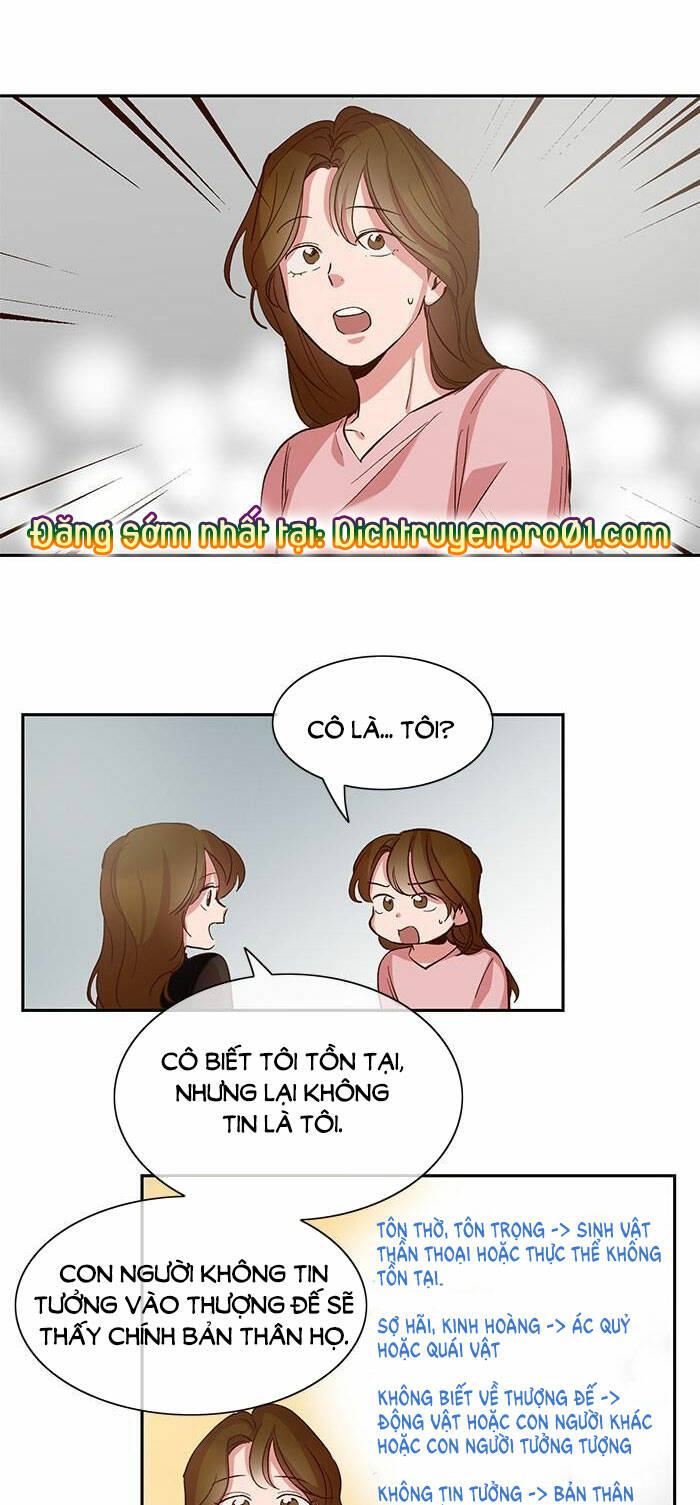 Đăng sớm nhất tại: Dichtruyenpro01.com
CÔ LÀ... TÔI?
CÔ BIẾT TÔI TỒN TẠI,
NHƯNG LẠI KHÔNG
TIN LÀ TÔI.
CON NGƯỜI KHÔNG TIN
TƯỞNG VÀO THƯỢNG ĐẾ SẼ
THẤY CHÍNH BẢN THÂN HỌ.
TÔN THỜ, TÔN TRỌNG -> SINH VẬT
THẦN THOẠI HOẶC THỰC THỂ KHÔNG
TỒN TẠI.
SỢ HÃI, KINH HOÀNG -> ÁC QUỶ
HOẶC QUÁI VẬT
KHÔNG BIẾT VỀ THƯỢNG ĐẾ ->
ĐỘNG VẬT HOẶC CON NGƯỜI KHÁC
HOẶC CON NGƯỜI TƯỞNG TƯỢNG
KHÔNG TIN TƯỞNG -> BẢN THÂN